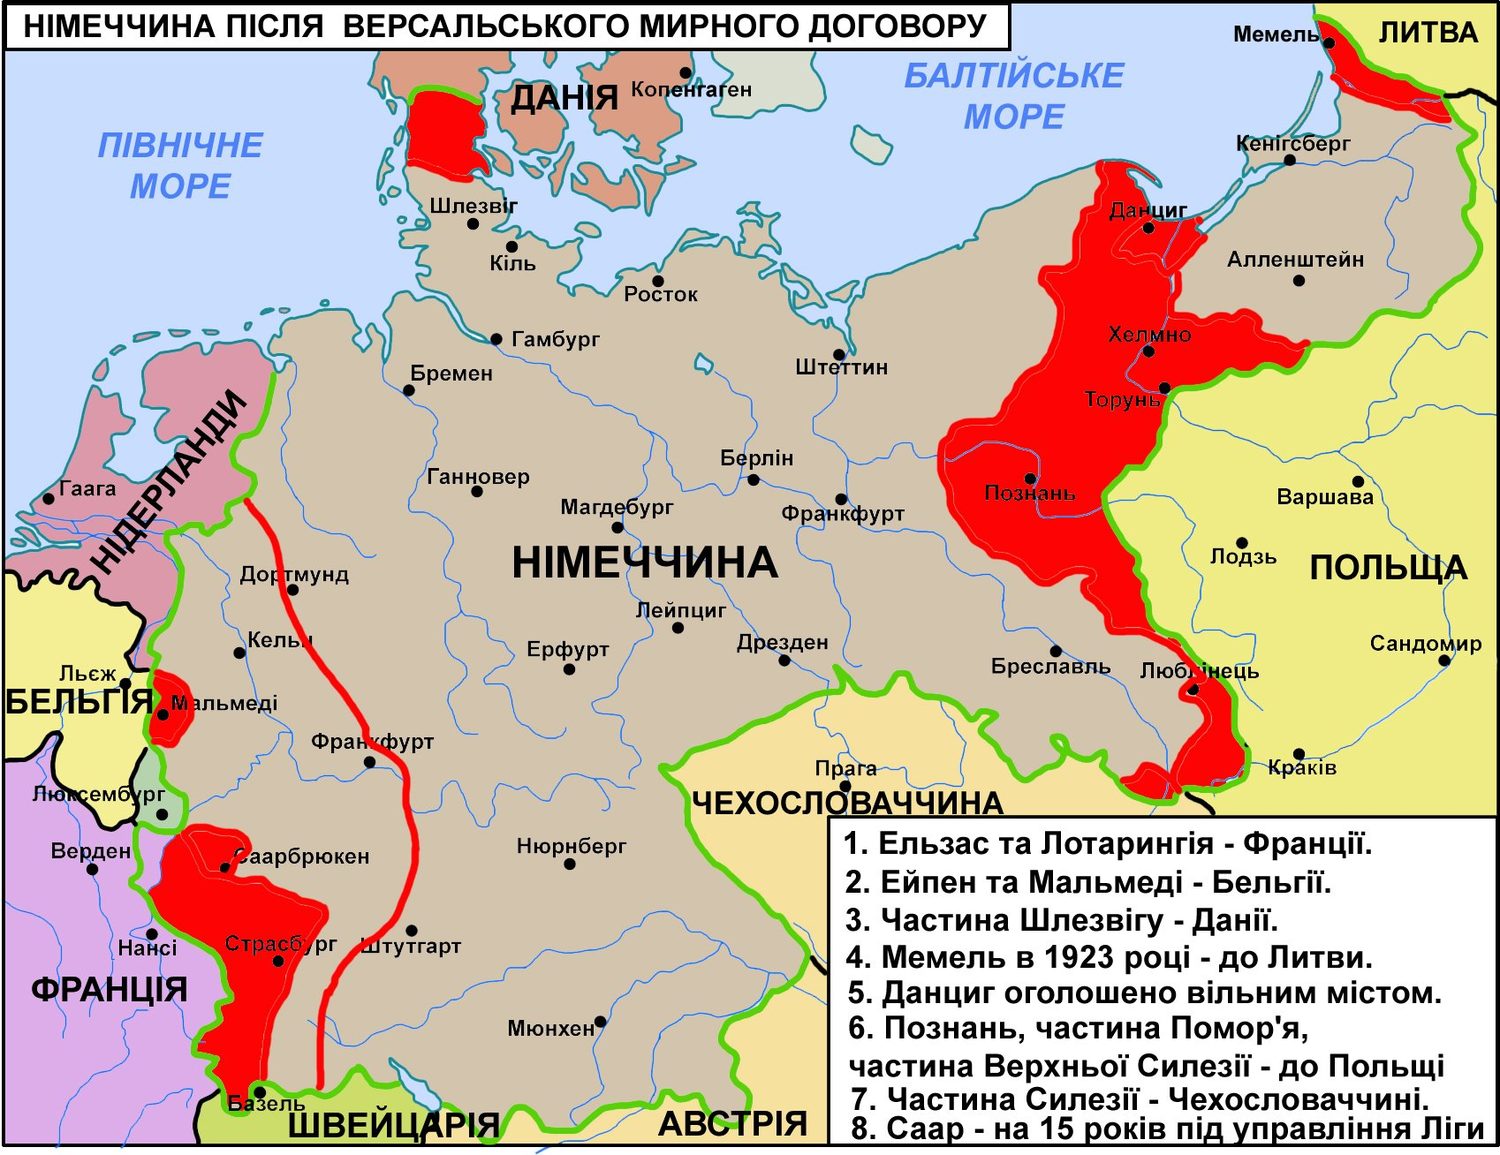 НІМЕЧЧИНА ПІСЛЯ ВЕРСАЛЬСЬКОГО МИРНОГО ДОГОВОРУ
Мемель
ЛИТВА
БАЛТІЙСЬКЕ
МОРЕ
ДАНІЯ
Копенгаген
ПІВНІЧНЕ
МОРЕ
Кенігсберг
Шлезвіг
Данциг
Кіль
Алленштейн
Росток
Гамбург
Хелмно
Штеттин
Бремен
Торунь
НІДЕРЛАНДИ
Берлін
Ганновер
Гаага
Познань
Варшава
Магдебург
Франкфурт
НІМЕЧЧИНА
Лодзь
ПОЛЬЩА
Дортмунд
Лейпциг
Кельн
Ерфурт
Дрезден
Сандомир
Бреславль
Люблінець
Льєж
БЕЛЬГІЯ
Мальмеді
Франкфурт
Прага
Краків
Люксембург
ЧЕХОСЛОВАЧЧИНА
Верден
Саарбрюкен
Нюрнберг
Нансі
Страсбург
Штутгарт
ФРАНЦІЯ
Мюнхен
Базель
ШВЕЙЦАРІЯ
АВСТРІЯ
1. Ельзас та Лотарингія - Франції.
2. Ейпен та Мальмеді - Бельгії.
3. Частина Шлезвігу - Данії.
4. Мемель в 1923 році - до Литви.
5. Данциг оголошено вільним містом.
6. Познань, частина Помор'я,
частина Верхньої Силезії - до Польщі
7. Частина Силезії - Чехословаччині.
8. Саар - на 15 років під управління Ліги